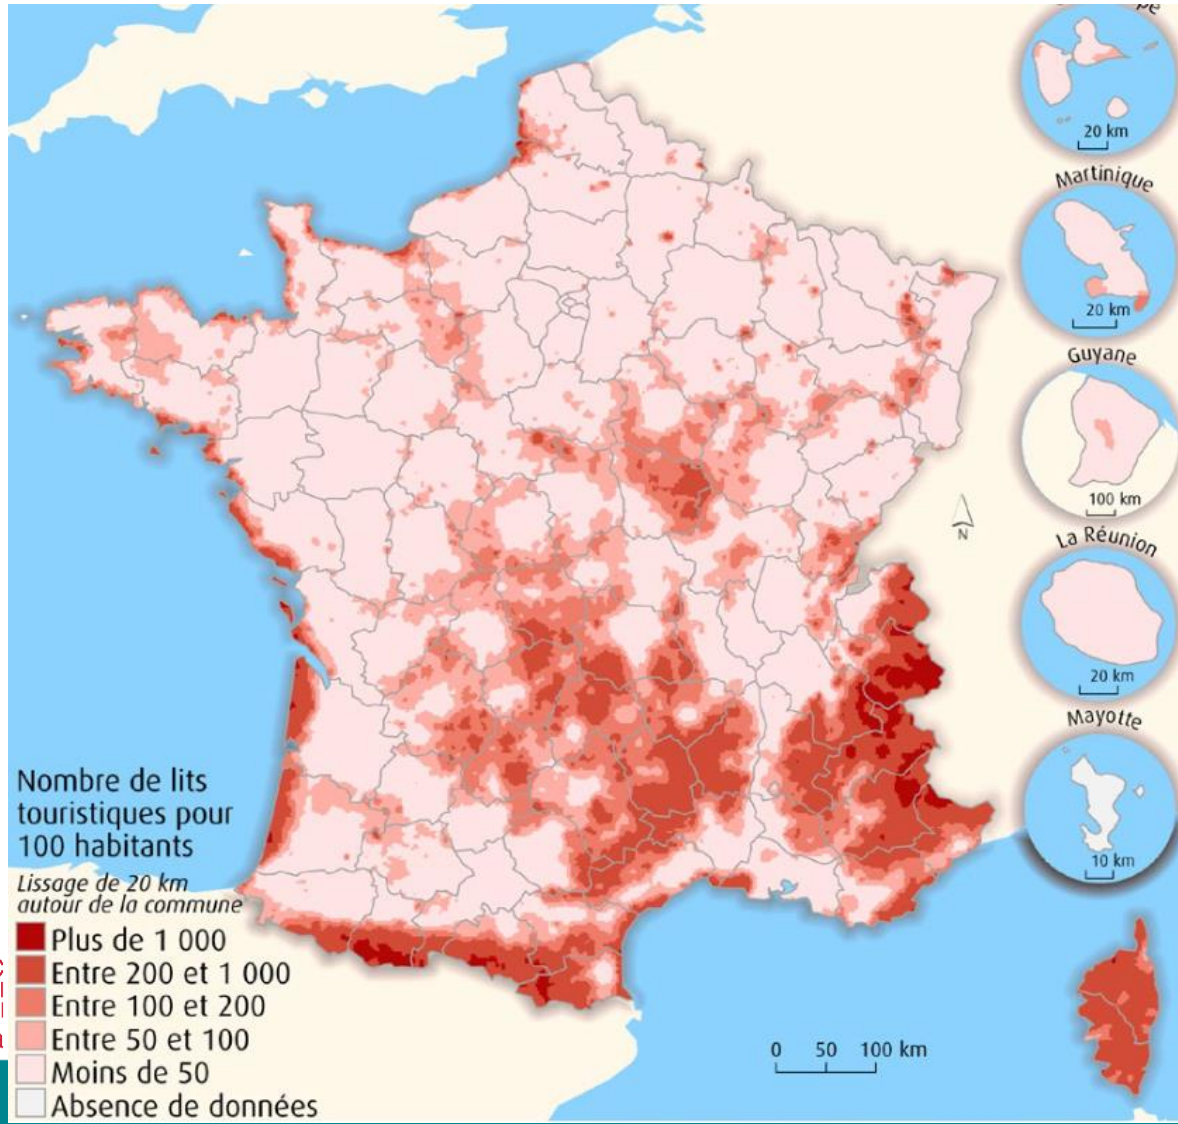 Martinique
Guyane
La Réunion
Mayotte
20 km
20 km
100 km
20 km
10 km
N
Nombre de lits
touristiques pour
100 habitants
Lissage de 20 km
autour de la commune
Plus de 1 000
Entre 200 et 1 000
Entre 100 et 200
Entre 50 et 100
Moins de 50
Absence de données
0 50 100 km